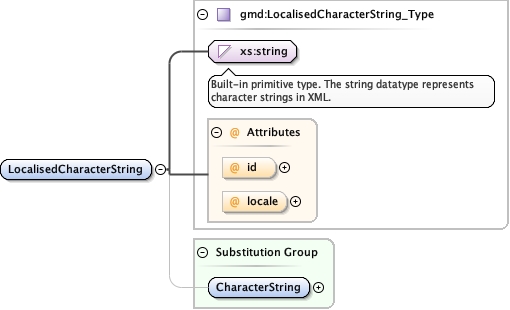 gmd:LocalisedCharacterString_Type
xs:string
Built-in primitive type. The string datatype represents
character strings in XML.
@ Attributes
@ id
@ locale
LocalisedCharacterString
Substitution Group
CharacterString